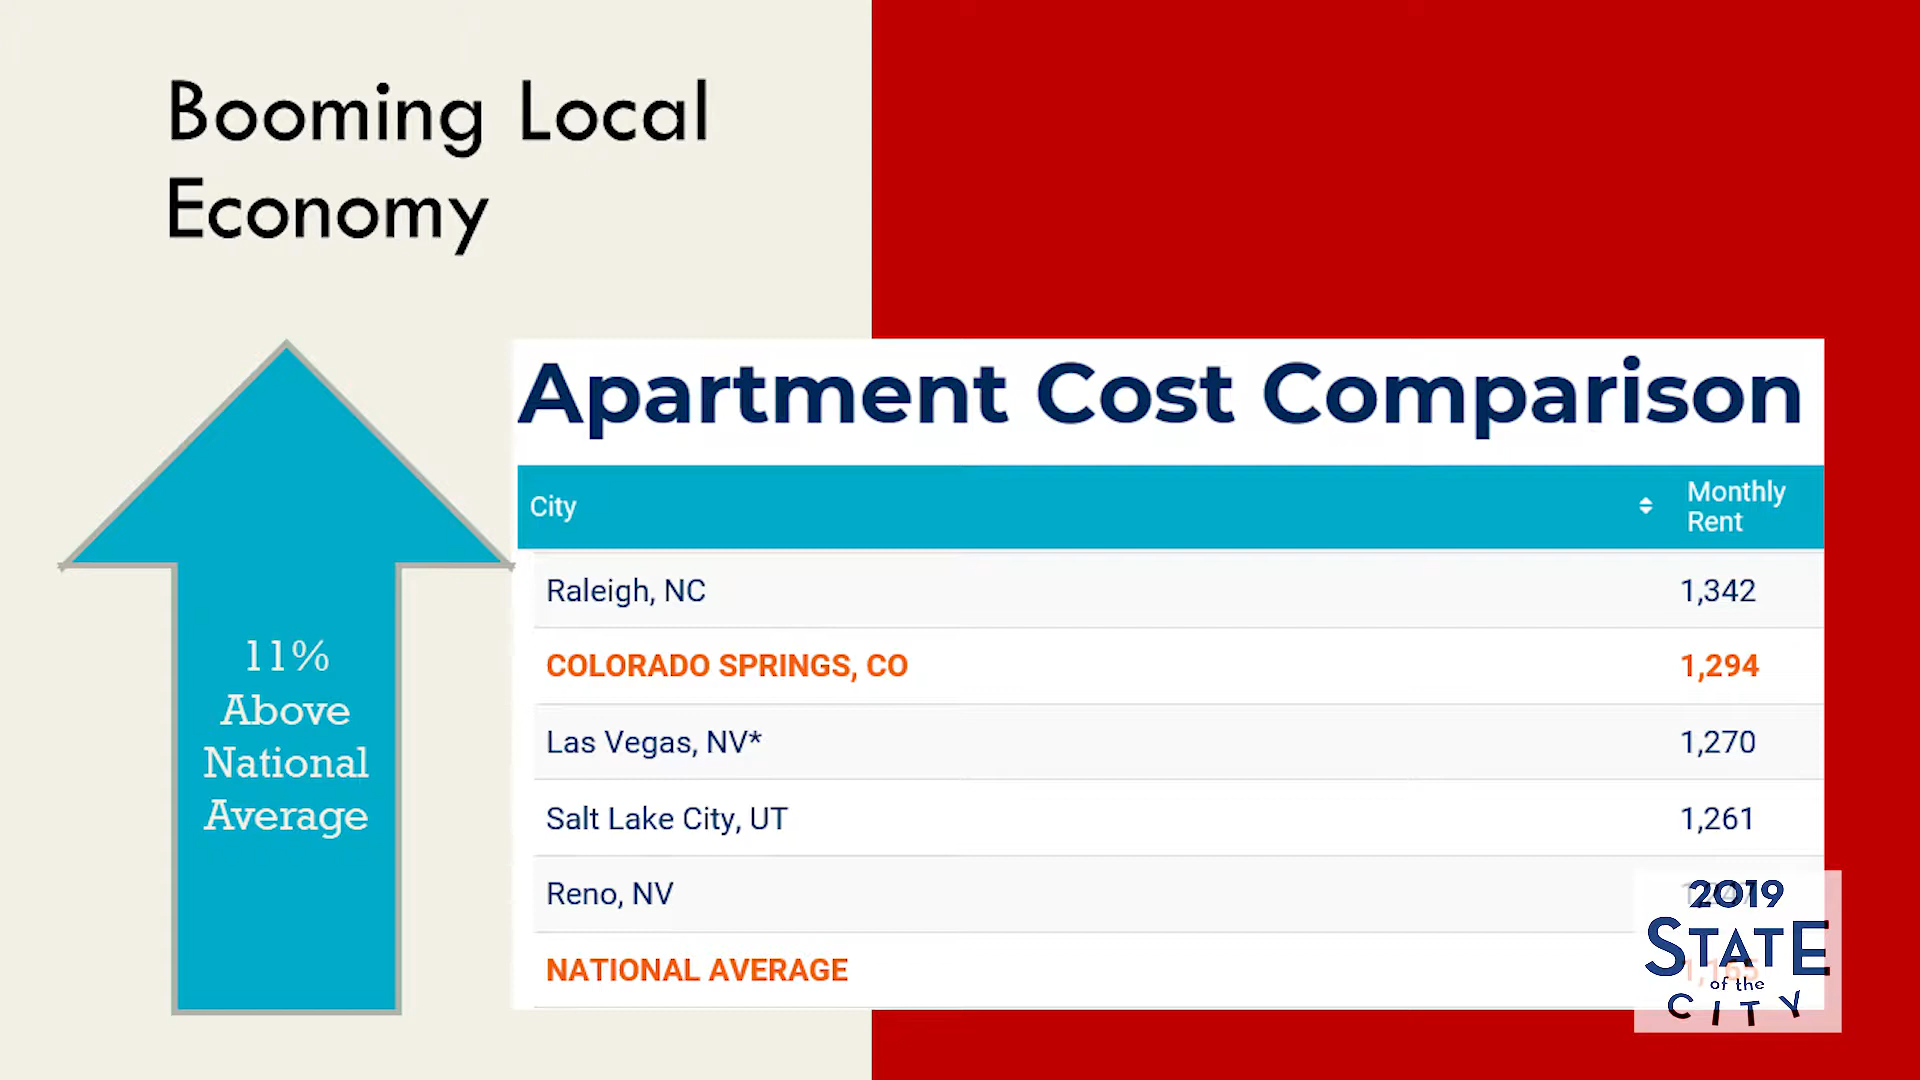 Booming Local
Economy
11%
Above
National
Average
Apartment Cost Comparison
City
Monthly
Rent
Raleigh, NC 1,342
COLORADO SPRINGS, CO 1,294
Las Vegas, NV* 1,270
Salt Lake City, UT 1,261
Reno, NV
NATIONAL AVERAGE 1,165
2019
STATE
of the
CITY